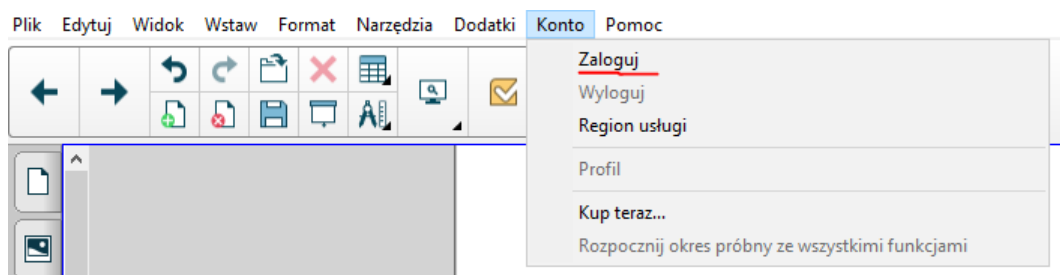 Plik Edytuj Widok Wstaw Format Narzędzia Dodatki Konto Pomoc
Zaloguj
Wyloguj
Region usługi
Profil
Kup teraz...
Rozpocznij okres próbny ze wszystkimi funkcjami